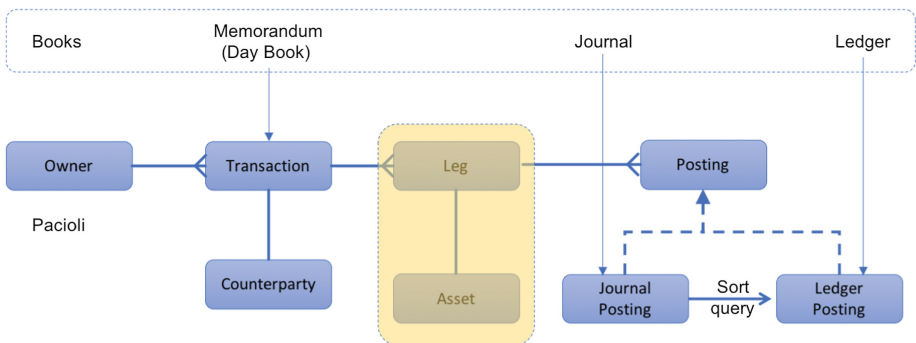 Books
Memorandum
(Day Book)
Journal
Ledger
Owner
Transaction
Leg
Posting
Pacioli
Counterparty
Asset
Journal
Posting
Sort
query
Ledger
Posting